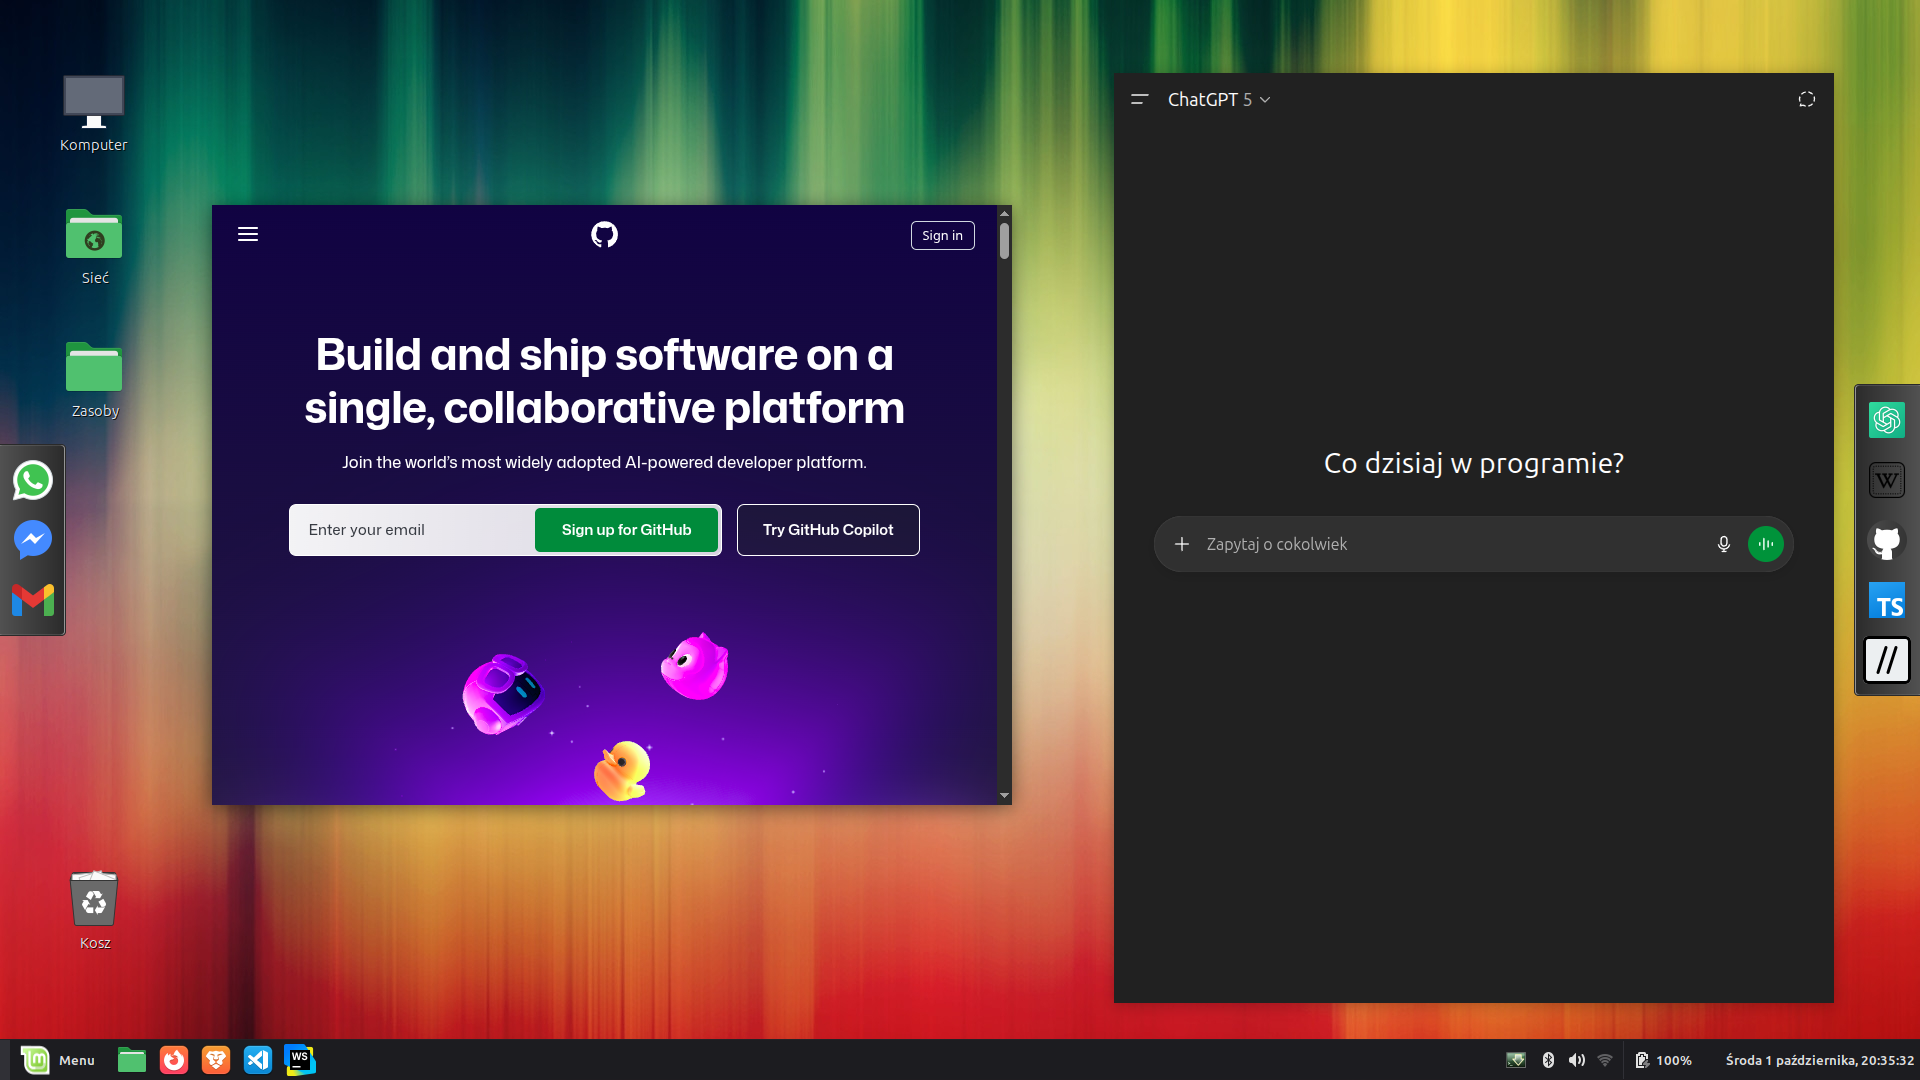 Komputer
Sieć
Zasoby
Kosz
Sign in
Build and ship software on a
single, collaborative platform
Join the world's most widely adopted AI-powered developer platform.
Enter your email
Sign up for GitHub
Try GitHub Copilot
ChatGPT 5
Co dzisiaj w programie?
Zapytaj o cokolwiek
W
TS
//
Menu
WS
100%
Środa 1 października, 20:35:32